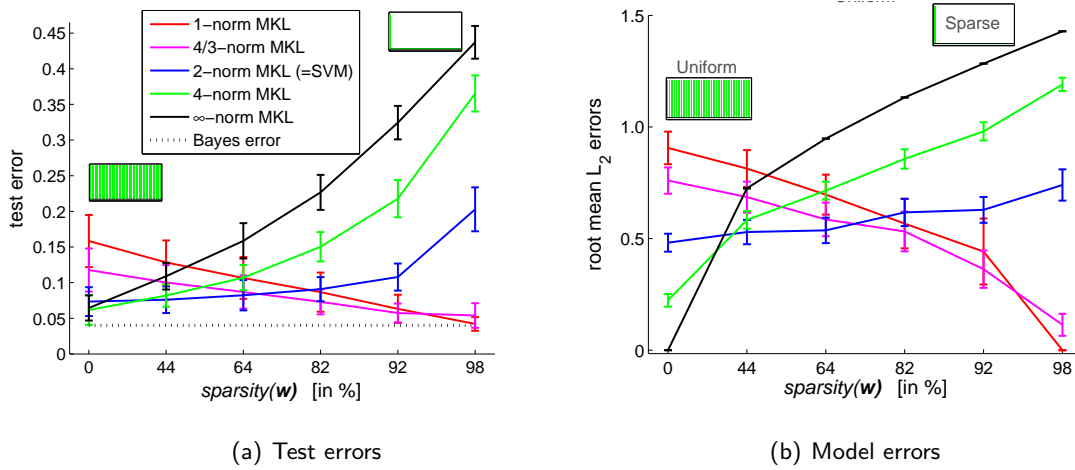 Uniform
0.45
0.4
0.35
0.3
0.25
0.2
0.15
0.1
0.05
0
test error
1−norm MKL
4/3−norm MKL
2−norm MKL (=SVM)
4−norm MKL
∞−norm MKL
Bayes error
0 44 64 82 92 98
sparsity(w) [in %]
(a) Test errors
1.5
1.0
0.5
0
root mean L2 errors
Uniform
Sparse
0 44 64 82 92 98
sparsity(w) [in %]
(b) Model errors